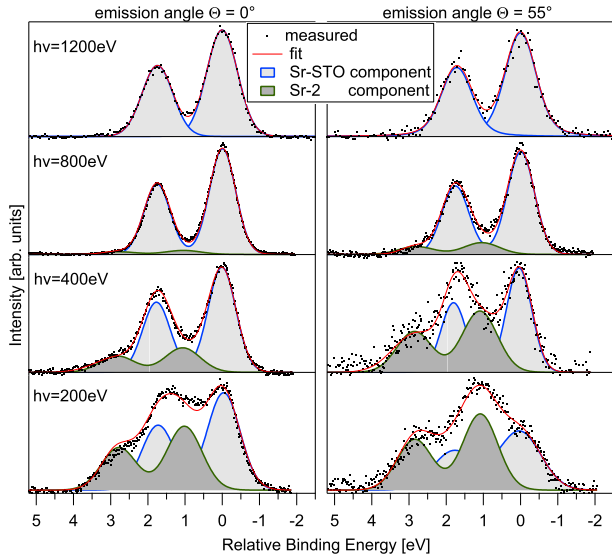 emission angle Θ = 0°
emission angle Θ = 55°
hν=1200eV
measured
fit
Sr-STO component
Sr-2 component
hν=800eV
hν=400eV
hν=200eV
Intensity [arb. units]
5 4 3 2 1 0 -1 -2
5 4 3 2 1 0 -1 -2
Relative Binding Energy [eV]